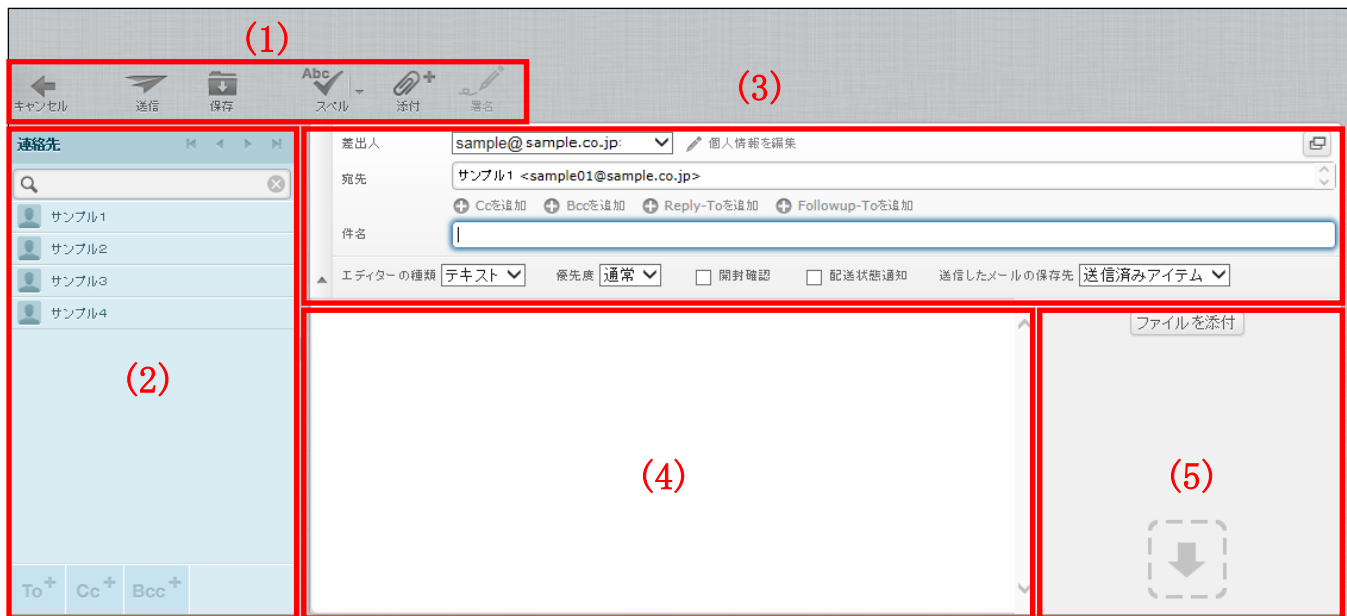 (1)
キャンセル 送信 保存 Abc スペル 添付 署名
(3)
連絡先
サンプル1
サンプル2
サンプル3
サンプル4
(2)
To+ Cc+ Bcc+
差出人 sample@sample.co.jp: 個人情報を編集
宛先 サンプル1 <sample01@sample.co.jp>
Ccを追加 Bccを追加 Reply-Toを追加 Followup-Toを追加
件名
エディターの種類 テキスト 優先度 通常 開封確認 配送状態通知 送信したメールの保存先 送信済みアイテム
(4)
ファイルを添付
(5)